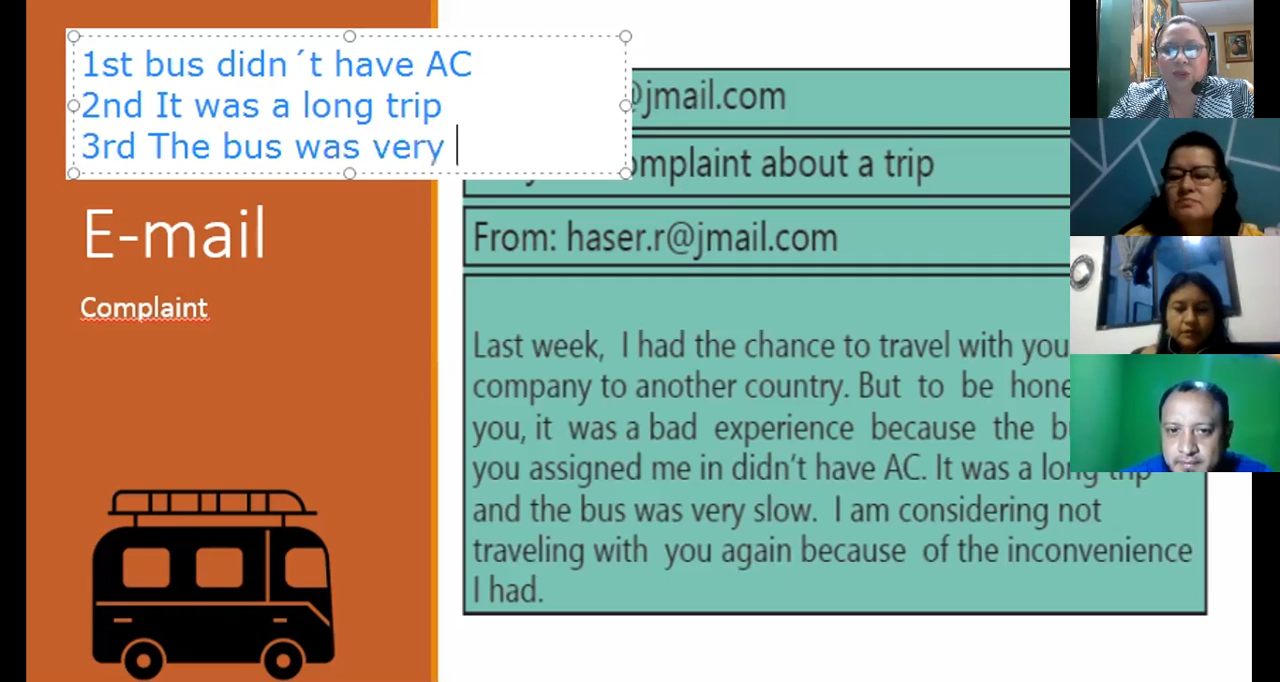 1st bus didn´t have AC
2nd It was a long trip
3rd The bus was very
@jmail.com
omplaint about a trip
From: haser.r@jmail.com
E-mail
Complaint
Last week, I had the chance to travel with you
company to another country. But to be hone
you, it was a bad experience because the b
you assigned me in didn't have AC. It was a long trip
and the bus was very slow. I am considering not
traveling with you again because of the inconvenience
I had.